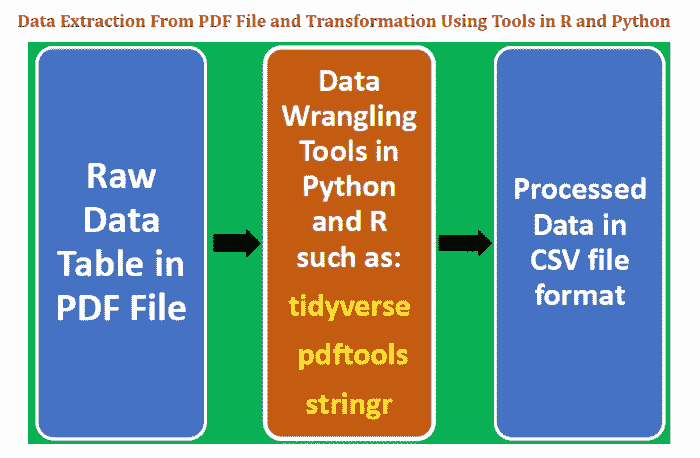 Data Extraction From PDF File and Transformation Using Tools in R and Python
Raw
Data
Table in
PDF File
Data
Wrangling
Tools in
Python
and R
such as:
tidyverse
pdftools
stringr
Processed
Data in
CSV file
format